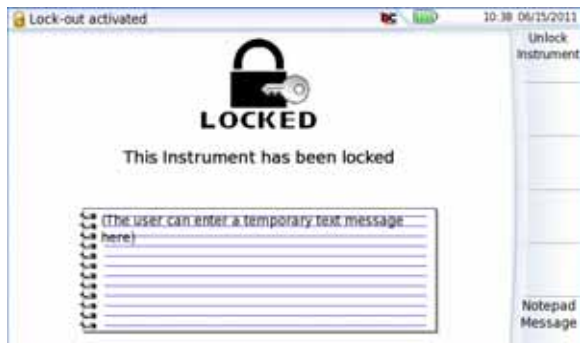 Lock-out activated
10:38 06/15/2011
Unlock
Instrument
LOCKED
This Instrument has been locked
(The user can enter a temporary text message
here)
Notepad
Message